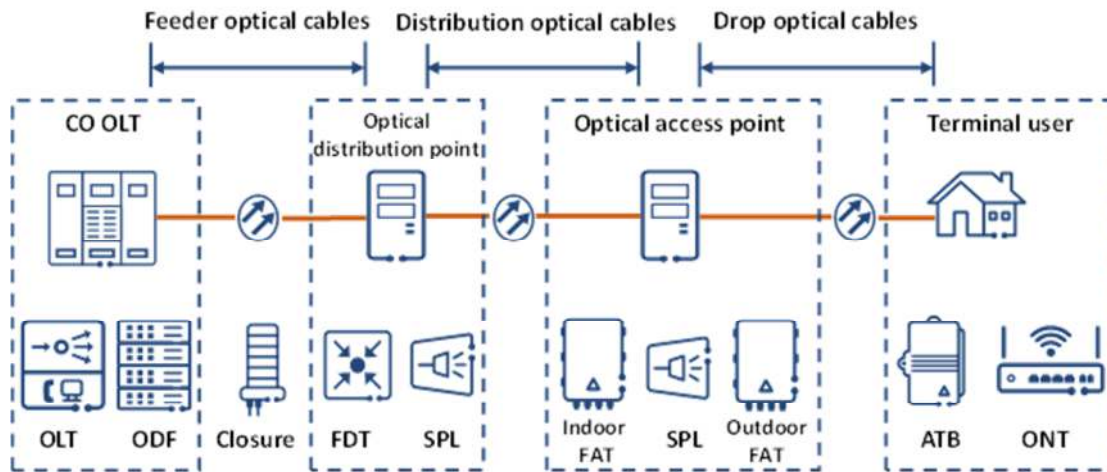 Feeder optical cables
Distribution optical cables
Drop optical cables
CO OLT
Optical
distribution point
Optical access point
Terminal user
OLT
ODF
Closure
FDT
SPL
Indoor
FAT
SPL
Outdoor
FAT
ATB
ONT